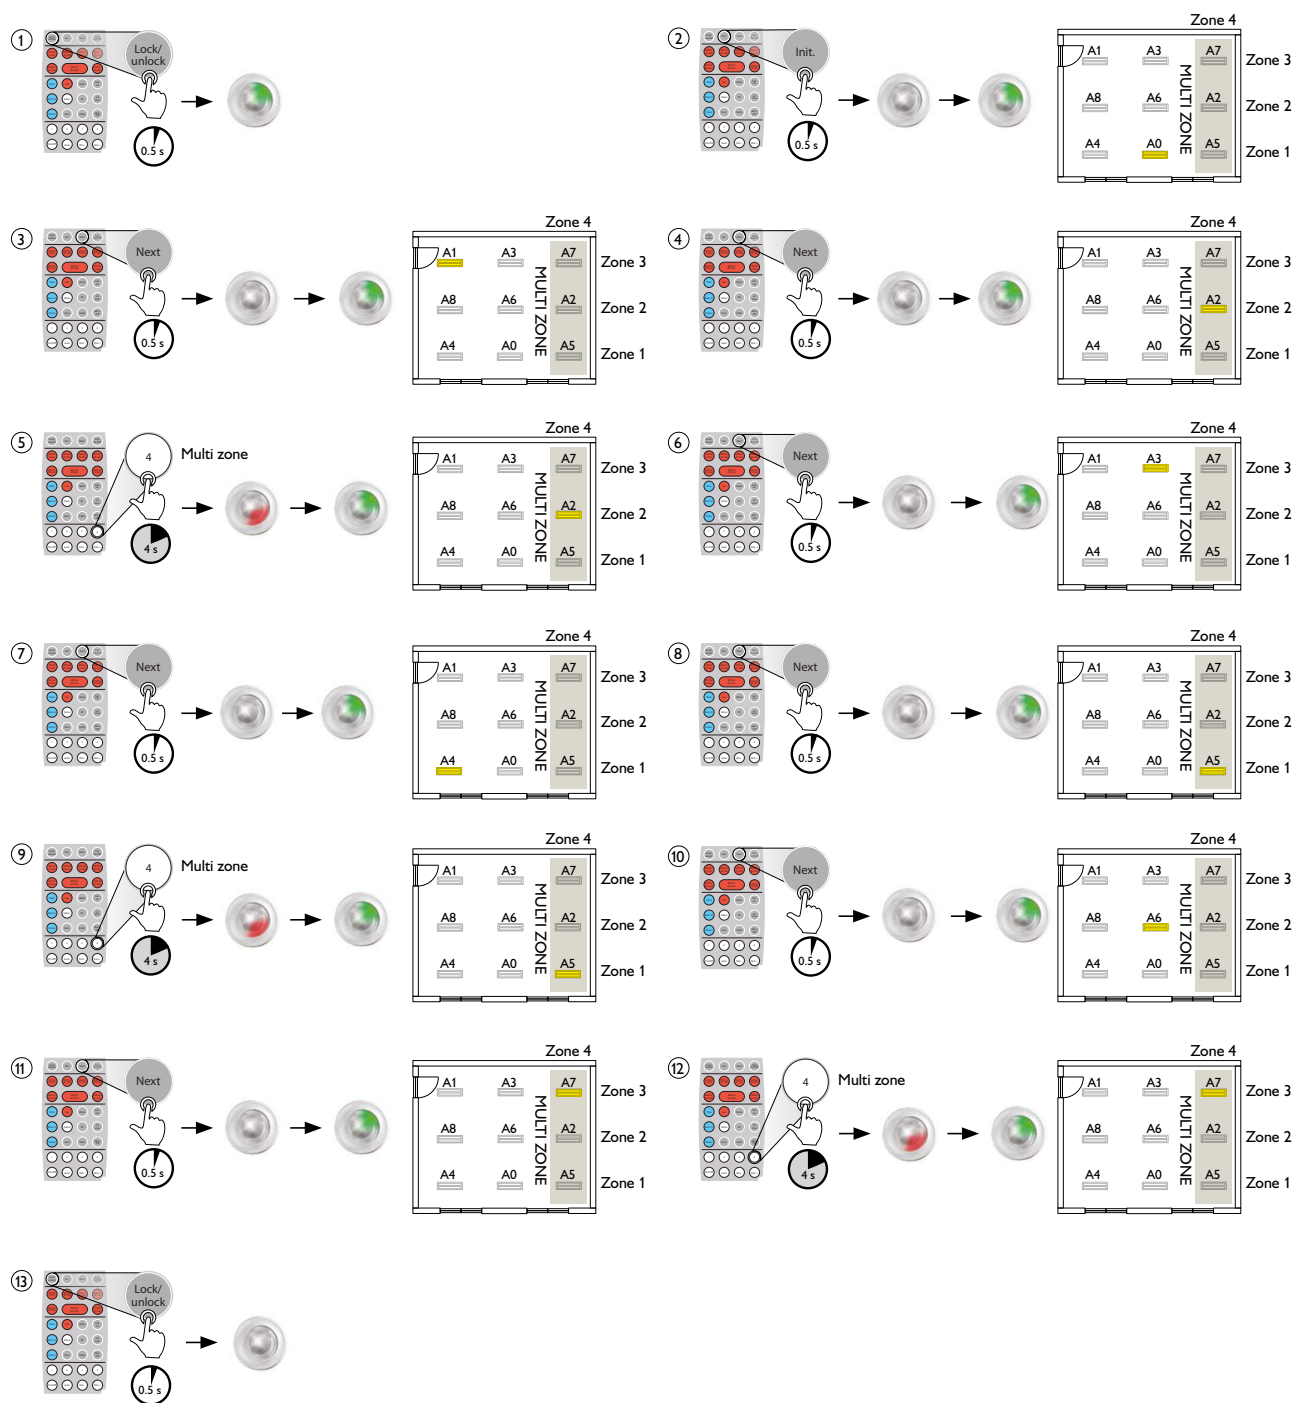 1
Lock/
unlock
0.5 s
2
Init.
0.5 s
Zone 4
A1 A3 A7 Zone 3
A8 A6 A2 Zone 2
A4 A0 A5 Zone 1
MULTI ZONE
3
Next
0.5 s
Zone 4
A1 A3 A7 Zone 3
A8 A6 A2 Zone 2
A4 A0 A5 Zone 1
MULTI ZONE
4
Next
0.5 s
Zone 4
A1 A3 A7 Zone 3
A8 A6 A2 Zone 2
A4 A0 A5 Zone 1
MULTI ZONE
5
4 Multi zone
4 s
Zone 4
A1 A3 A7 Zone 3
A8 A6 A2 Zone 2
A4 A0 A5 Zone 1
MULTI ZONE
6
Next
0.5 s
Zone 4
A1 A3 A7 Zone 3
A8 A6 A2 Zone 2
A4 A0 A5 Zone 1
MULTI ZONE
7
Next
0.5 s
Zone 4
A1 A3 A7 Zone 3
A8 A6 A2 Zone 2
A4 A0 A5 Zone 1
MULTI ZONE
8
Next
0.5 s
Zone 4
A1 A3 A7 Zone 3
A8 A6 A2 Zone 2
A4 A0 A5 Zone 1
MULTI ZONE
9
4 Multi zone
4 s
Zone 4
A1 A3 A7 Zone 3
A8 A6 A2 Zone 2
A4 A0 A5 Zone 1
MULTI ZONE
10
Next
0.5 s
Zone 4
A1 A3 A7 Zone 3
A8 A6 A2 Zone 2
A4 A0 A5 Zone 1
MULTI ZONE
11
Next
0.5 s
Zone 4
A1 A3 A7 Zone 3
A8 A6 A2 Zone 2
A4 A0 A5 Zone 1
MULTI ZONE
12
4 Multi zone
4 s
Zone 4
A1 A3 A7 Zone 3
A8 A6 A2 Zone 2
A4 A0 A5 Zone 1
MULTI ZONE
13
Lock/
unlock
0.5 s